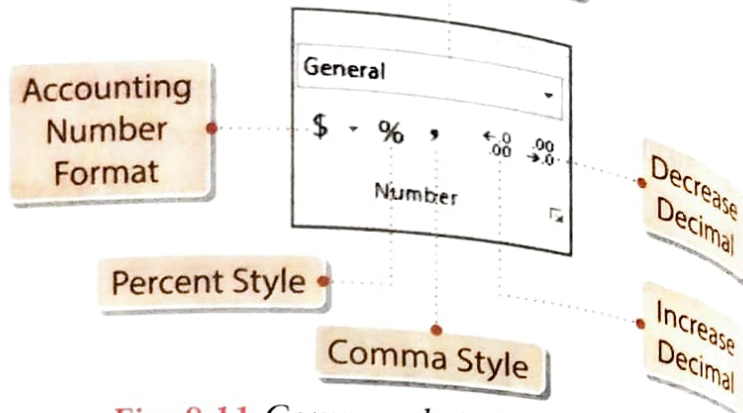 General
Accounting
Number
Format
$ % , ←.0 .00
.00 →.0
Number
Decrease
Decimal
Percent Style
Increase
Decimal
Comma Style